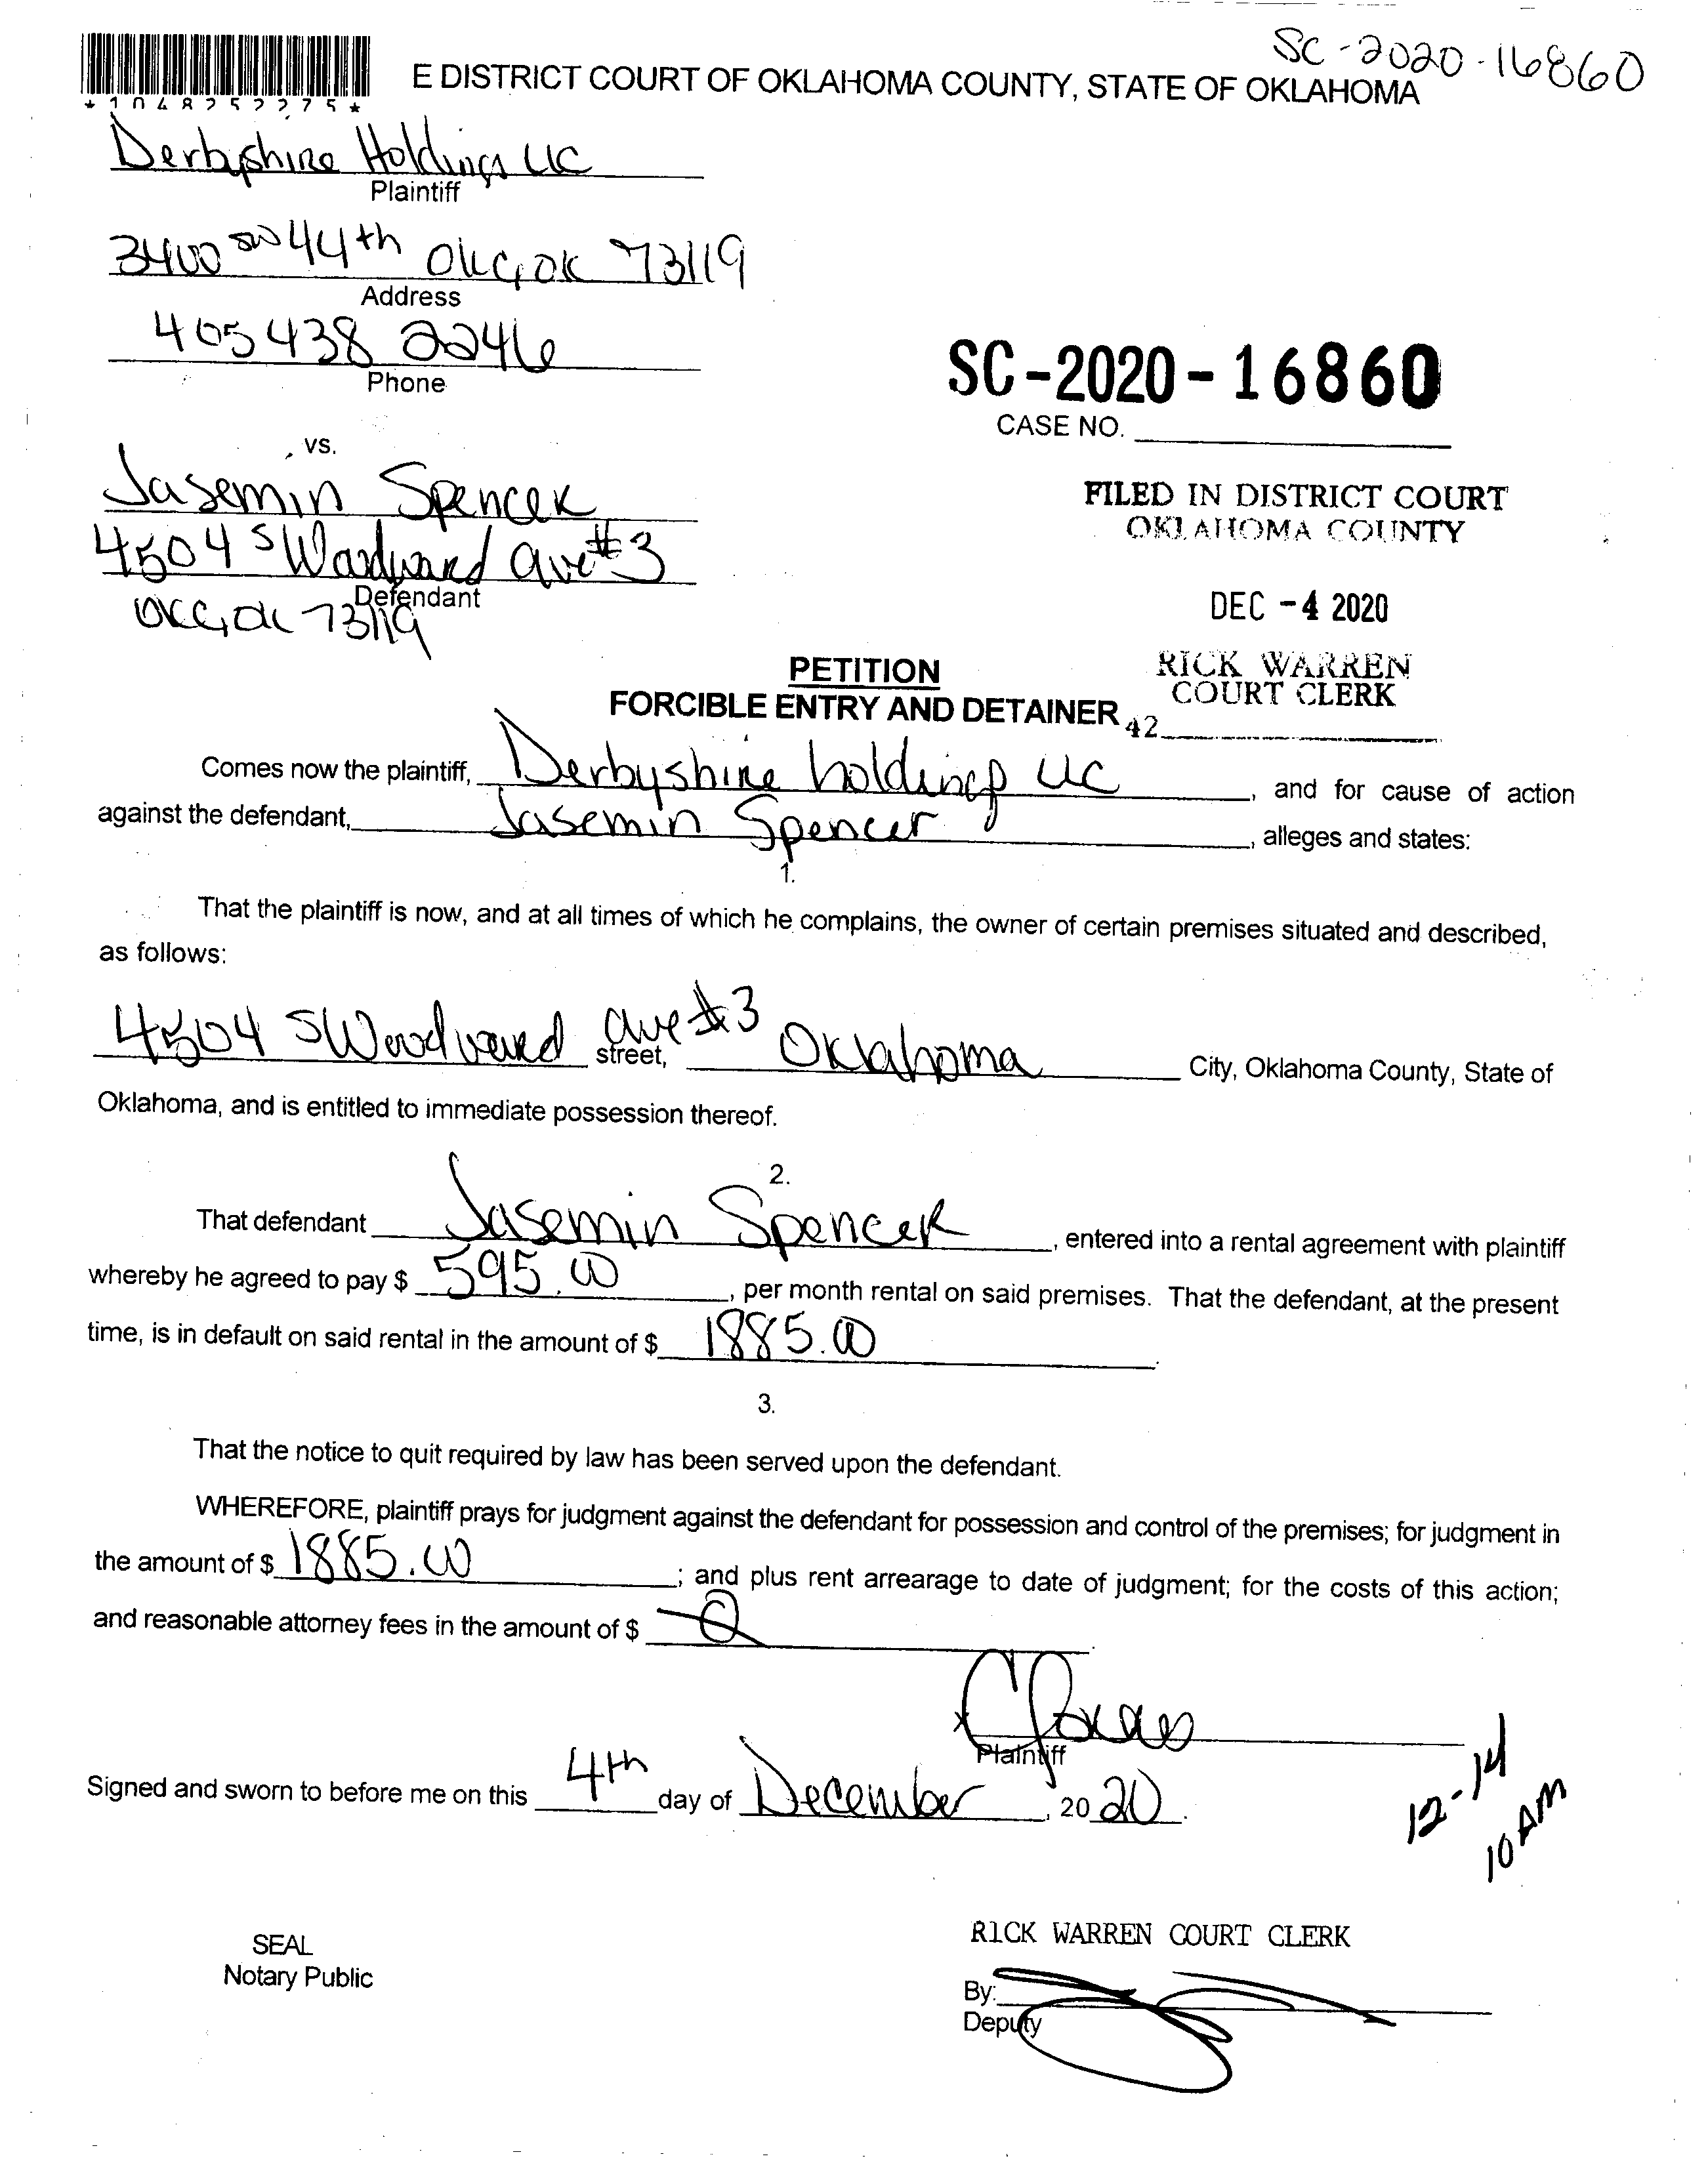 SC-2020-16860
E DISTRICT COURT OF OKLAHOMA COUNTY, STATE OF OKLAHOMA
*1048252275*
Derbyshire Holdings LLC
Plaintiff
3400 SW 44th OKC, OK 73119
Address
405 438 2246
Phone
SC-2020-16860
CASE NO.
vs.
Jasemin Spencer
4504 S Woodward ave #3
Defendant
OKC, OK 73119
FILED IN DISTRICT COURT
OKLAHOMA COUNTY
DEC -4 2020
RICK WARREN
COURT CLERK
42
PETITION
FORCIBLE ENTRY AND DETAINER
Comes now the plaintiff, Derbyshire holdings LLC, and for cause of action
against the defendant, Jasemin Spencer, alleges and states:
1.
That the plaintiff is now, and at all times of which he complains, the owner of certain premises situated and described,
as follows:
4504 S Woodward ave #3 street, Oklahoma City, Oklahoma County, State of
Oklahoma, and is entitled to immediate possession thereof.
2.
That defendant Jasemin Spencer, entered into a rental agreement with plaintiff
whereby he agreed to pay $ 595.00, per month rental on said premises. That the defendant, at the present
time, is in default on said rental in the amount of $ 1885.00.
3.
That the notice to quit required by law has been served upon the defendant.
WHEREFORE, plaintiff prays for judgment against the defendant for possession and control of the premises; for judgment in
the amount of $ 1885.00; and plus rent arrearage to date of judgment; for the costs of this action;
and reasonable attorney fees in the amount of $ 0.
x
Plaintiff
Signed and sworn to before me on this 4th day of December, 2020.
12-14
10 AM
SEAL
Notary Public
RICK WARREN COURT CLERK
By:
Deputy